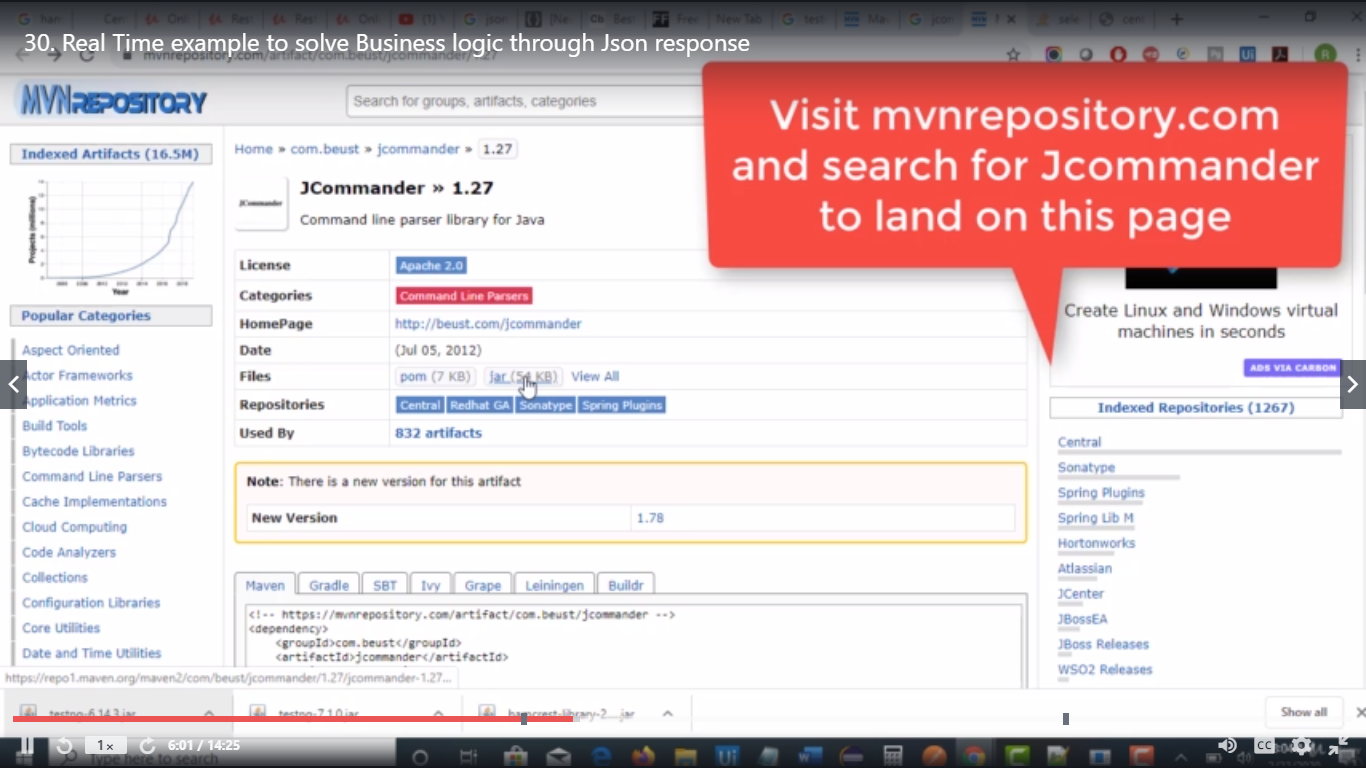 30. Real Time example to solve Business logic through Json response
mvnrepository.com/artifact/com.beust/jcommander/1.27
MVNREPOSITORY
Search for groups, artifacts, categories
Visit mvnrepository.com
and search for Jcommander
to land on this page
Indexed Artifacts (16.5M)
Projects (millions)
Year
Popular Categories
Aspect Oriented
Actor Frameworks
Application Metrics
Build Tools
Bytecode Libraries
Command Line Parsers
Cache Implementations
Cloud Computing
Code Analyzers
Collections
Configuration Libraries
Core Utilities
Date and Time Utilities
Home » com.beust » jcommander » 1.27
JCommander
JCommander » 1.27
Command line parser library for Java
License Apache 2.0
Categories Command Line Parsers
HomePage http://beust.com/jcommander
Date (Jul 05, 2012)
Files pom (7 KB) jar (54 KB) View All
Repositories Central Redhat GA Sonatype Spring Plugins
Used By 832 artifacts
Note: There is a new version for this artifact
New Version 1.78
Maven Gradle SBT Ivy Grape Leiningen Buildr
<!-- https://mvnrepository.com/artifact/com.beust/jcommander -->
<dependency>
<groupId>com.beust</groupId>
<artifactId>jcommander</artifactId>
Create Linux and Windows virtual
machines in seconds
ADS VIA CARBON
Indexed Repositories (1267)
Central
Sonatype
Spring Plugins
Spring Lib M
Hortonworks
Atlassian
JCenter
JBossEA
JBoss Releases
WSO2 Releases
https://repo1.maven.org/maven2/com/beust/jcommander/1.27/jcommander-1.27...
testng-6.14.3.jar
testng-7.1.0.jar
hamcrest-library-2....jar
Show all
1x
6:01 / 14:25
CC
Type here to search